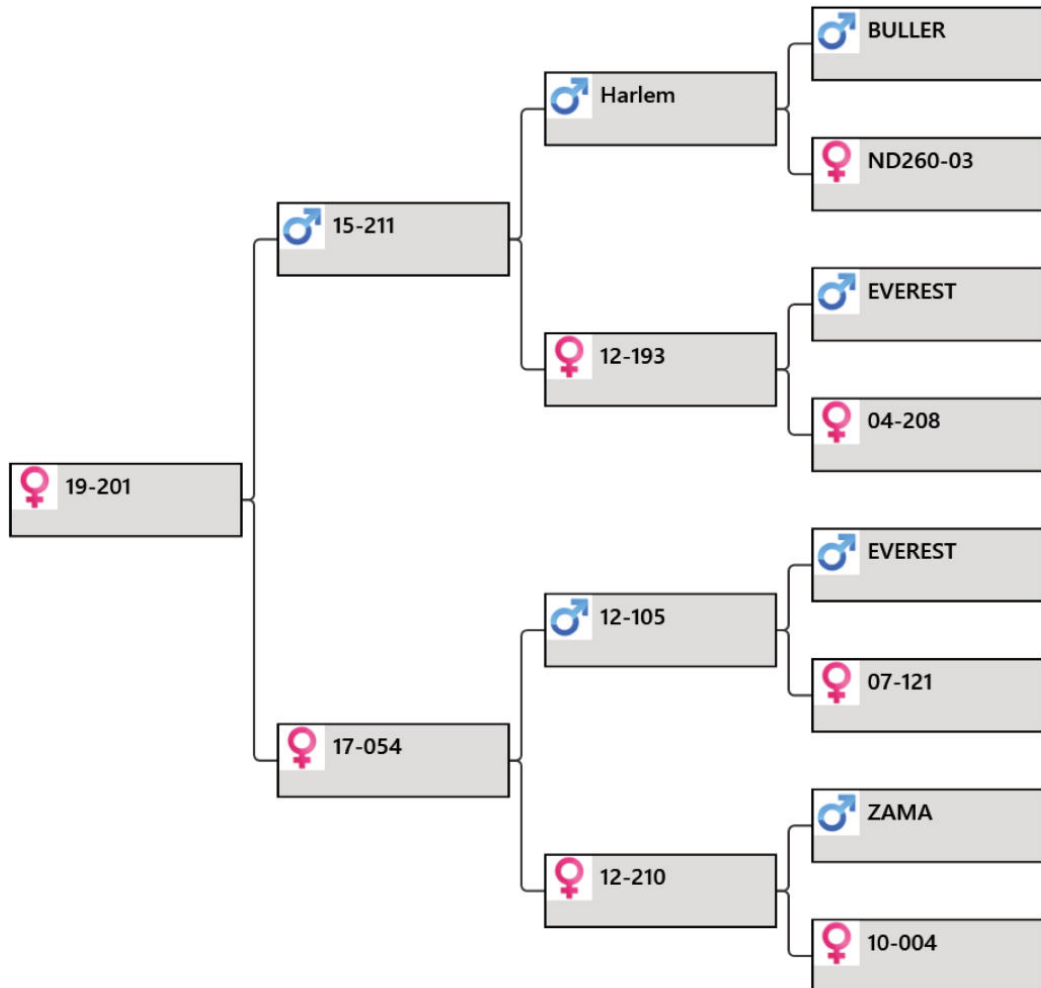 BULLER
Harlem
ND260-03
15-211
EVEREST
12-193
04-208
19-201
EVEREST
12-105
07-121
17-054
ZAMA
12-210
10-004